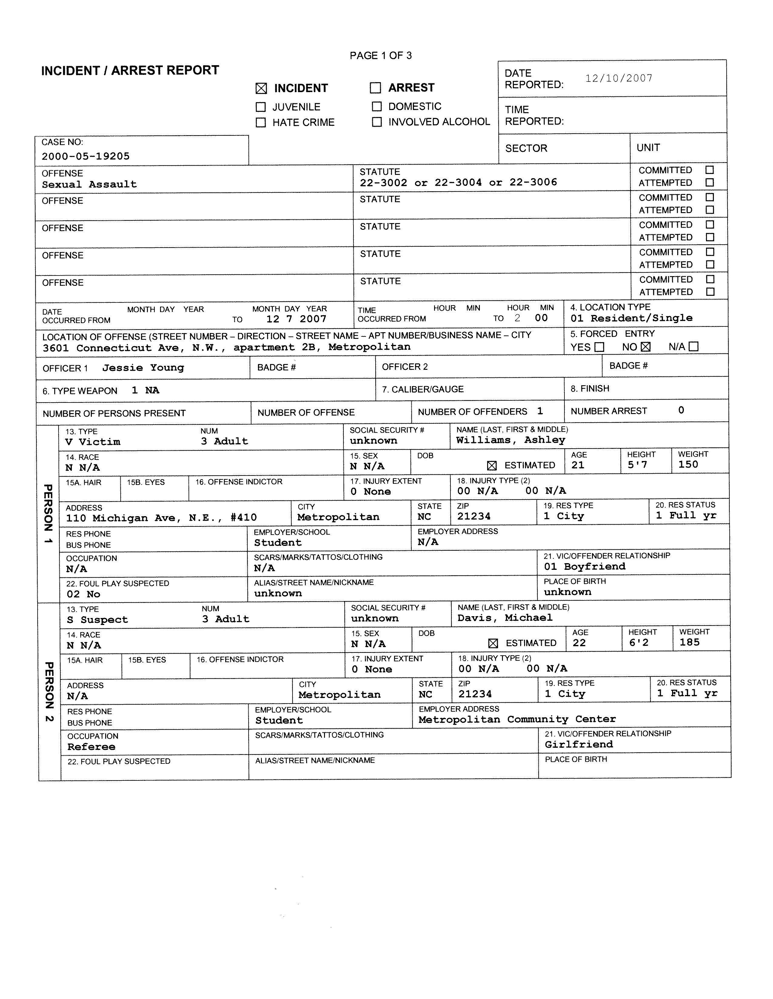 PAGE 1 OF 3
INCIDENT / ARREST REPORT
☒ INCIDENT ☐ ARREST
☐ JUVENILE ☐ DOMESTIC
☐ HATE CRIME ☐ INVOLVED ALCOHOL
DATE
REPORTED: 12/10/2007
TIME
REPORTED:
SECTOR UNIT
CASE NO:
2000-05-19205
OFFENSE STATUTE COMMITTED ☐
Sexual Assault 22-3002 or 22-3004 or 22-3006 ATTEMPTED ☐
OFFENSE STATUTE COMMITTED ☐
ATTEMPTED ☐
OFFENSE STATUTE COMMITTED ☐
ATTEMPTED ☐
OFFENSE STATUTE COMMITTED ☐
ATTEMPTED ☐
OFFENSE STATUTE COMMITTED ☐
ATTEMPTED ☐
DATE MONTH DAY YEAR MONTH DAY YEAR TIME HOUR MIN HOUR MIN 4. LOCATION TYPE
OCCURRED FROM TO 12 7 2007 OCCURRED FROM TO 2 00 01 Resident/Single
LOCATION OF OFFENSE (STREET NUMBER – DIRECTION – STREET NAME – APT NUMBER/BUSINESS NAME – CITY 5. FORCED ENTRY
3601 Connecticut Ave, N.W., apartment 2B, Metropolitan YES ☐ NO ☒ N/A ☐
OFFICER 1 Jessie Young BADGE # OFFICER 2 BADGE #
6. TYPE WEAPON 1 NA 7. CALIBER/GAUGE 8. FINISH
NUMBER OF PERSONS PRESENT NUMBER OF OFFENSE NUMBER OF OFFENDERS 1 NUMBER ARREST 0
PERSON 1
13. TYPE NUM SOCIAL SECURITY # NAME (LAST, FIRST & MIDDLE)
V Victim 3 Adult unknown Williams, Ashley
14. RACE 15. SEX DOB AGE HEIGHT WEIGHT
N N/A N N/A ☒ ESTIMATED 21 5'7 150
15A. HAIR 15B. EYES 16. OFFENSE INDICTOR 17. INJURY EXTENT 18. INJURY TYPE (2)
0 None 00 N/A 00 N/A
ADDRESS CITY STATE ZIP 19. RES TYPE 20. RES STATUS
110 Michigan Ave, N.E., #410 Metropolitan NC 21234 1 City 1 Full yr
RES PHONE EMPLOYER/SCHOOL EMPLOYER ADDRESS
BUS PHONE Student N/A
OCCUPATION SCARS/MARKS/TATTOS/CLOTHING 21. VIC/OFFENDER RELATIONSHIP
N/A N/A 01 Boyfriend
22. FOUL PLAY SUSPECTED ALIAS/STREET NAME/NICKNAME PLACE OF BIRTH
02 No unknown unknown
PERSON 2
13. TYPE NUM SOCIAL SECURITY # NAME (LAST, FIRST & MIDDLE)
S Suspect 3 Adult unknown Davis, Michael
14. RACE 15. SEX DOB AGE HEIGHT WEIGHT
N N/A N N/A ☒ ESTIMATED 22 6'2 185
15A. HAIR 15B. EYES 16. OFFENSE INDICTOR 17. INJURY EXTENT 18. INJURY TYPE (2)
0 None 00 N/A 00 N/A
ADDRESS CITY STATE ZIP 19. RES TYPE 20. RES STATUS
N/A Metropolitan NC 21234 1 City 1 Full yr
RES PHONE EMPLOYER/SCHOOL EMPLOYER ADDRESS
BUS PHONE Student Metropolitan Community Center
OCCUPATION SCARS/MARKS/TATTOS/CLOTHING 21. VIC/OFFENDER RELATIONSHIP
Referee Girlfriend
22. FOUL PLAY SUSPECTED ALIAS/STREET NAME/NICKNAME PLACE OF BIRTH